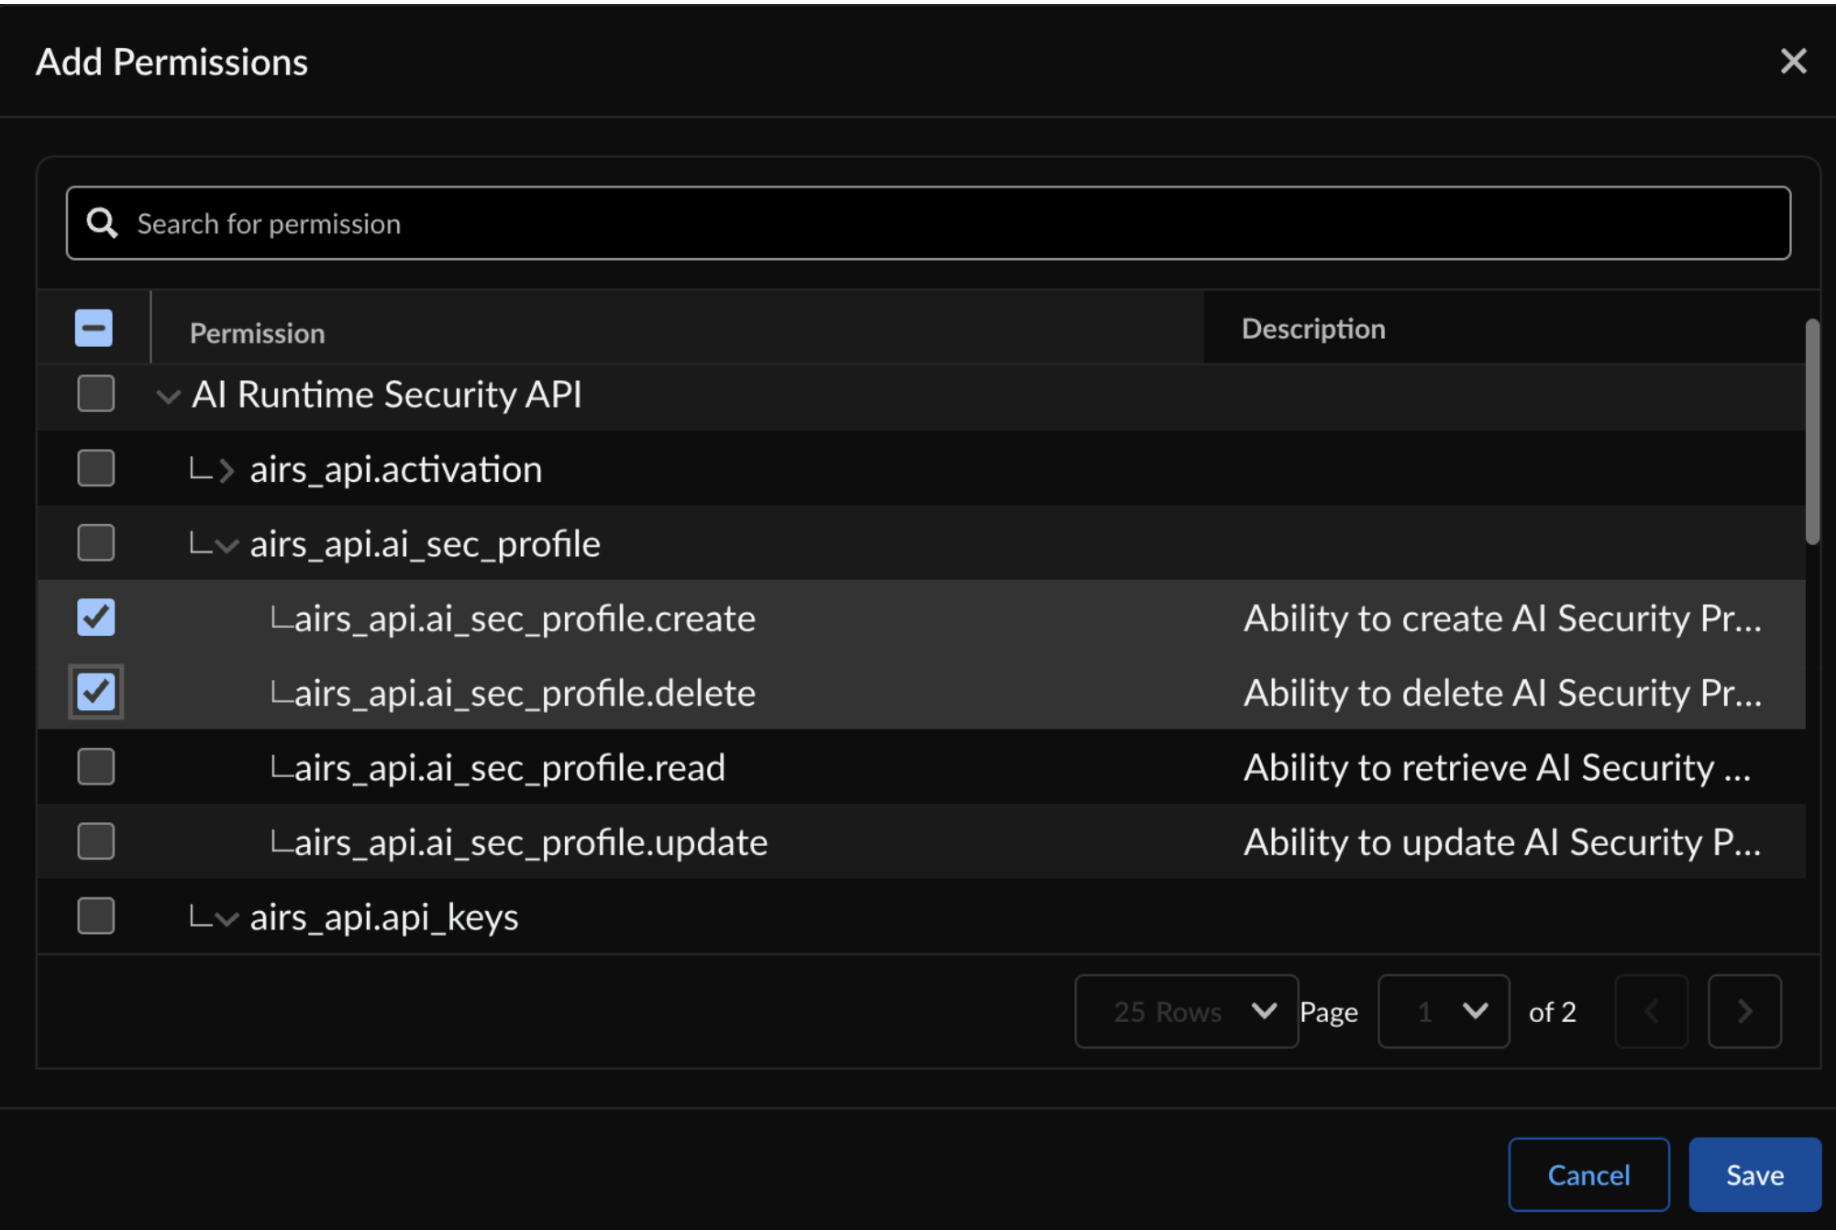 Add Permissions
Search for permission
Permission Description
AI Runtime Security API
airs_api.activation
airs_api.ai_sec_profile
airs_api.ai_sec_profile.create Ability to create AI Security Pr...
airs_api.ai_sec_profile.delete Ability to delete AI Security Pr...
airs_api.ai_sec_profile.read Ability to retrieve AI Security ...
airs_api.ai_sec_profile.update Ability to update AI Security P...
airs_api.api_keys
25 Rows Page 1 of 2
Cancel Save